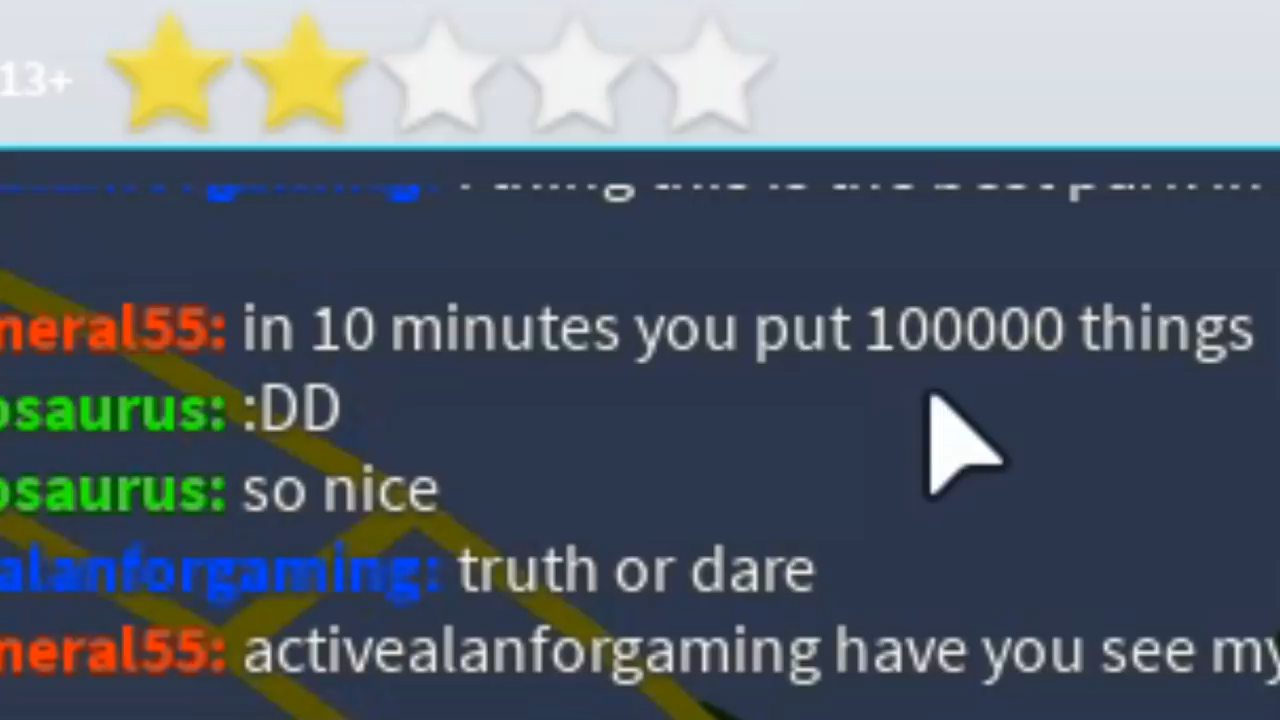 13+
neral55: in 10 minutes you put 100000 things
osaurus: :DD
osaurus: so nice
alanforgaming: truth or dare
neral55: activealanforgaming have you see my